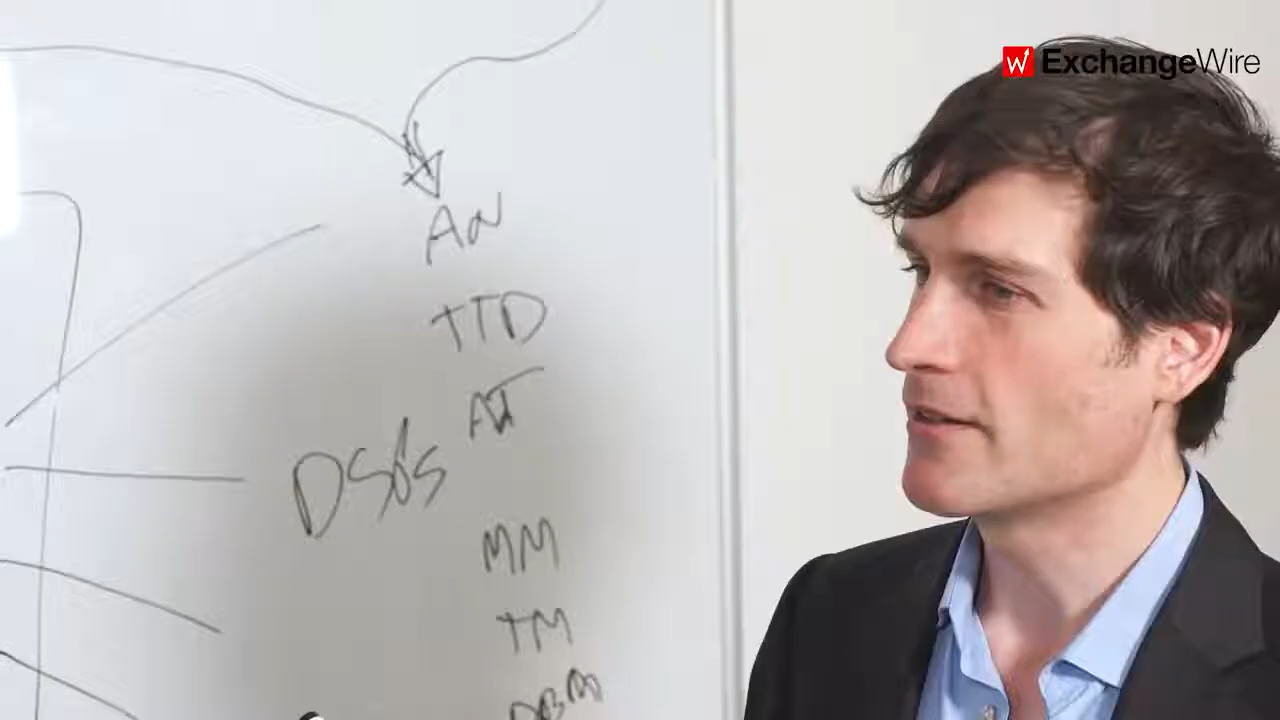 ExchangeWire
AN
TTD
AT
DSPs
MM
TM
DBM